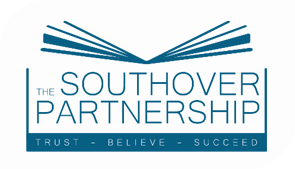 THE SOUTHOVER
PARTNERSHIP
TRUST - BELIEVE - SUCCEED